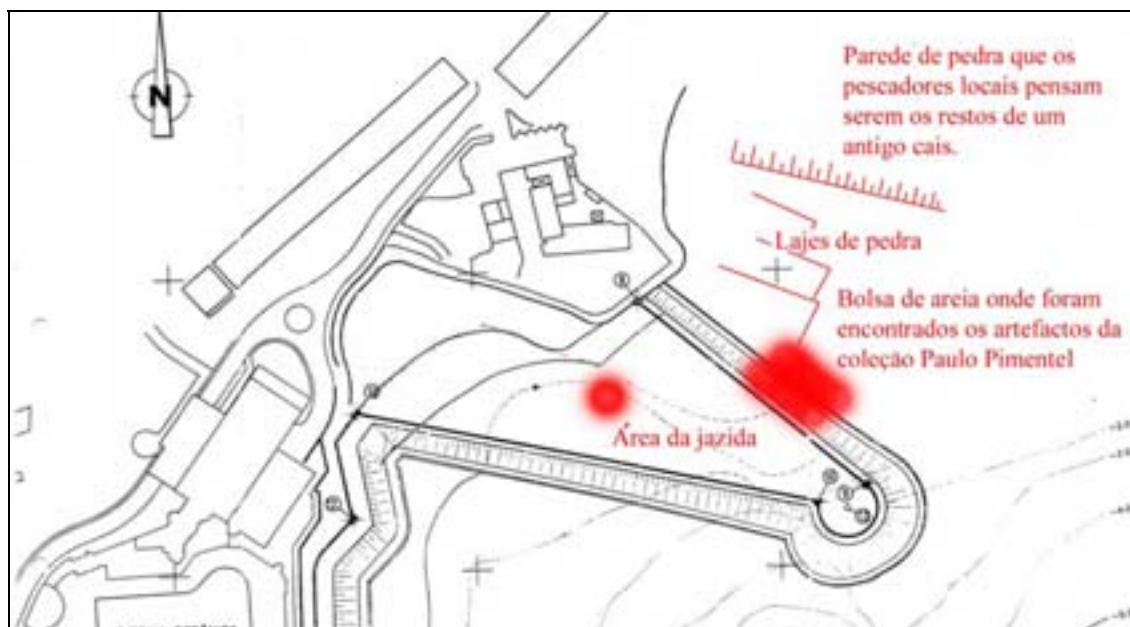 N
Parede de pedra que os
pescadores locais pensam
serem os restos de um
antigo cais.
Lajes de pedra
Bolsa de areia onde foram
encontrados os artefactos da
coleção Paulo Pimentel
Área da jazida